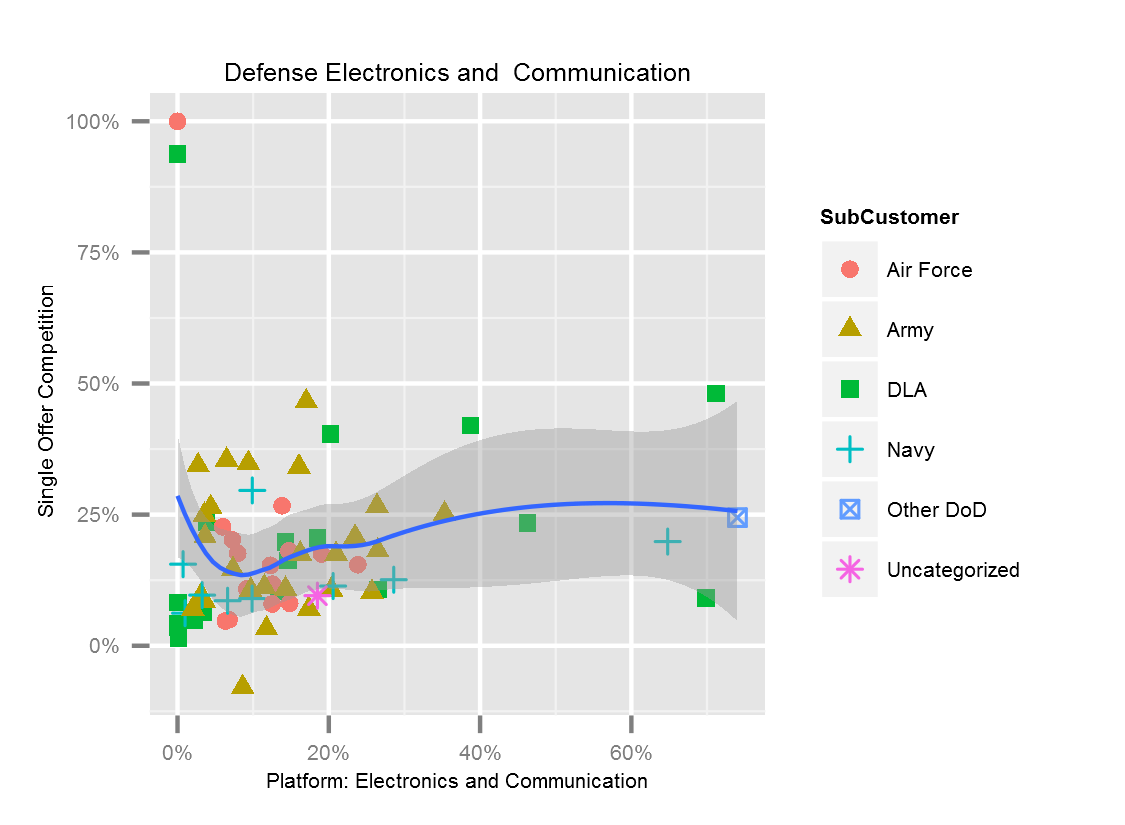 Defense Electronics and  Communication
100%
75%
50%
25%
0%
Single Offer Competition
0%
20%
40%
60%
Platform: Electronics and Communication
SubCustomer
Air Force
Army
DLA
Navy
Other DoD
Uncategorized